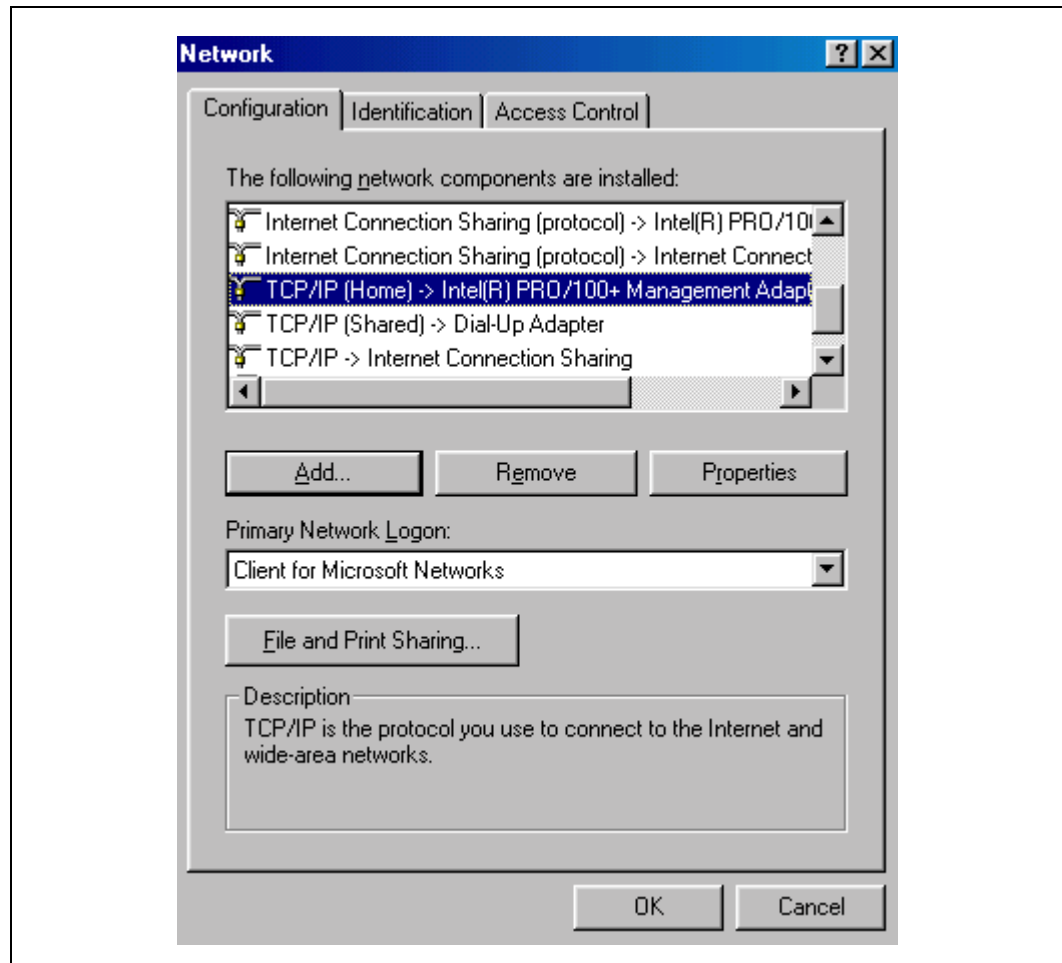 Network
Configuration Identification Access Control
The following network components are installed:
Internet Connection Sharing (protocol) -> Intel(R) PRO/10
Internet Connection Sharing (protocol) -> Internet Connect
TCP/IP (Home) -> Intel(R) PRO/100+ Management Adap
TCP/IP (Shared) -> Dial-Up Adapter
TCP/IP -> Internet Connection Sharing
Add... Remove Properties
Primary Network Logon:
Client for Microsoft Networks
File and Print Sharing...
Description
TCP/IP is the protocol you use to connect to the Internet and
wide-area networks.
OK Cancel